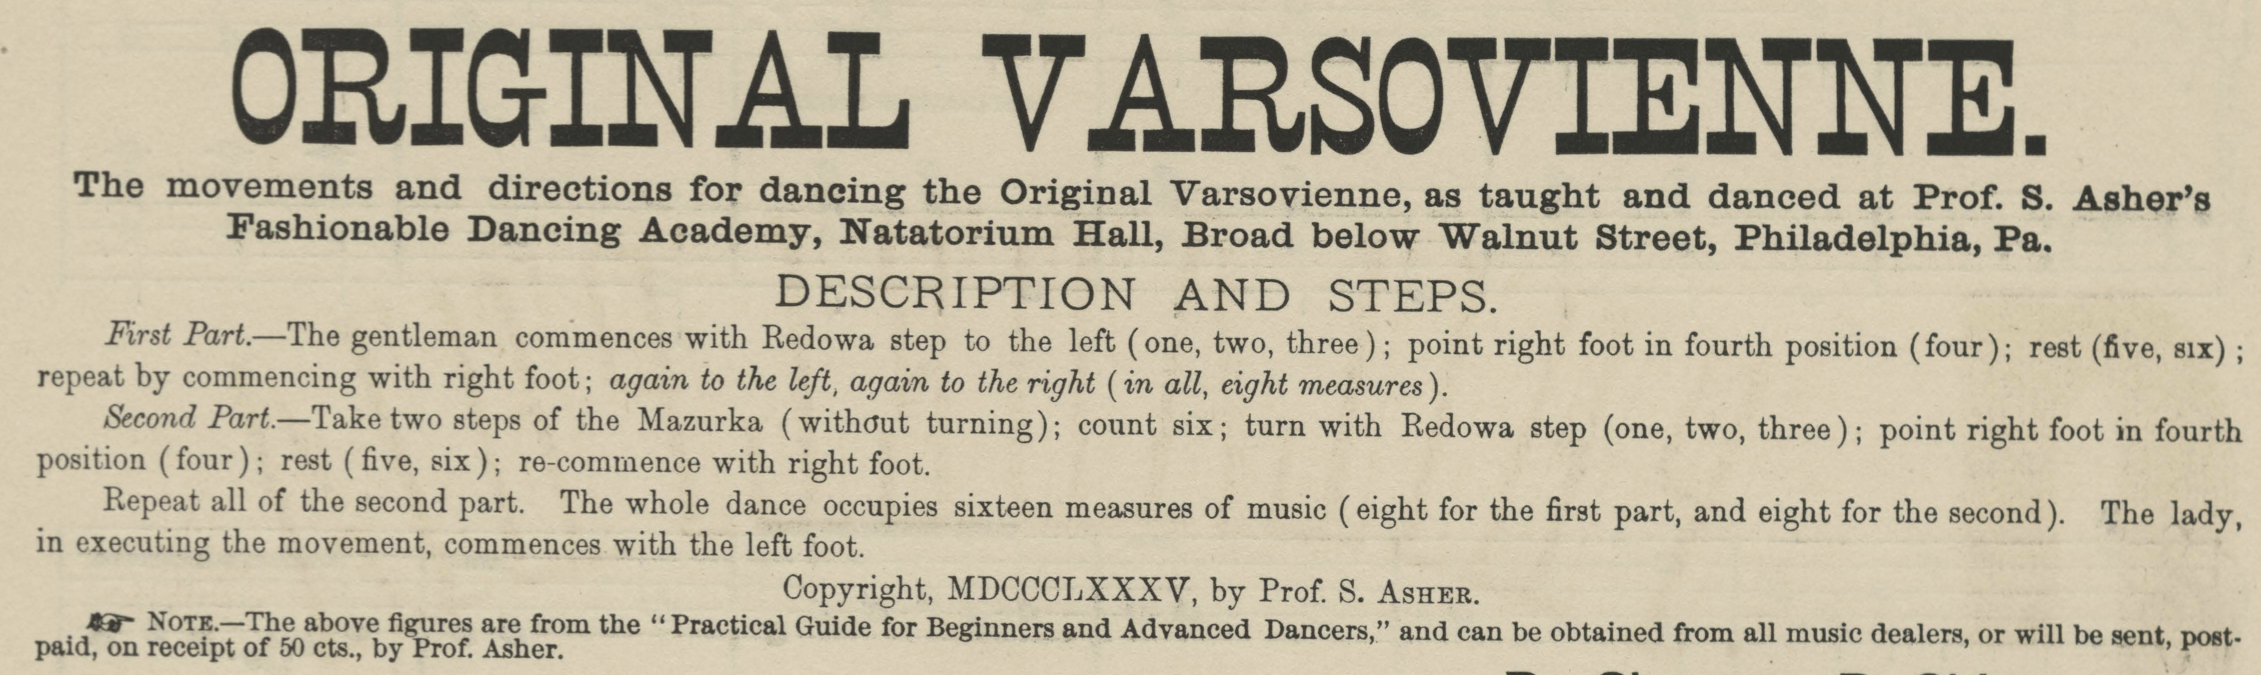 ORIGINAL VARSOVIENNE.
The movements and directions for dancing the Original Varsovienne, as taught and danced at Prof. S. Asher's
Fashionable Dancing Academy, Natatorium Hall, Broad below Walnut Street, Philadelphia, Pa.
DESCRIPTION AND STEPS.
First Part.—The gentleman commences with Redowa step to the left (one, two, three); point right foot in fourth position (four); rest (five, six);
repeat by commencing with right foot; again to the left, again to the right (in all, eight measures).
Second Part.—Take two steps of the Mazurka (without turning); count six; turn with Redowa step (one, two, three); point right foot in fourth
position (four); rest (five, six); re-commence with right foot.
Repeat all of the second part. The whole dance occupies sixteen measures of music (eight for the first part, and eight for the second). The lady,
in executing the movement, commences with the left foot.
Copyright, MDCCCLXXXV, by Prof. S. ASHER.
☞ NOTE.—The above figures are from the "Practical Guide for Beginners and Advanced Dancers," and can be obtained from all music dealers, or will be sent, post-
paid, on receipt of 50 cts., by Prof. Asher.